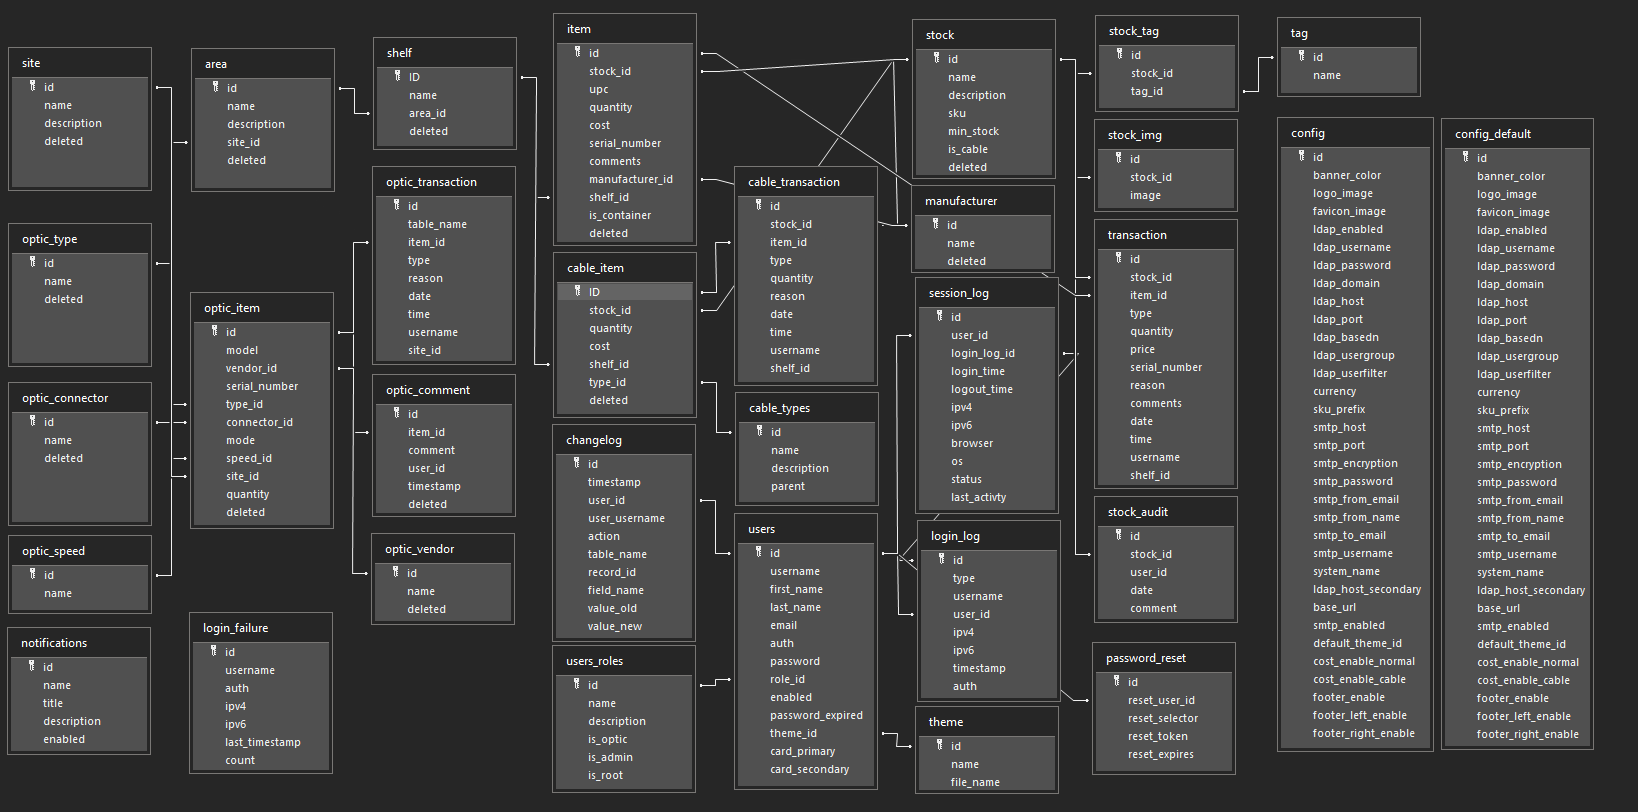 site
id
name
description
deleted
area
id
name
description
site_id
deleted
shelf
ID
name
area_id
deleted
item
id
stock_id
upc
quantity
cost
serial_number
comments
manufacturer_id
shelf_id
is_container
deleted
stock
id
name
description
sku
min_stock
is_cable
deleted
stock_tag
id
stock_id
tag_id
tag
id
name
optic_type
id
name
deleted
optic_connector
id
name
deleted
optic_speed
id
name
notifications
id
name
title
description
enabled
optic_item
id
model
vendor_id
serial_number
type_id
connector_id
mode
speed_id
site_id
quantity
deleted
login_failure
id
username
auth
ipv4
ipv6
last_timestamp
count
optic_transaction
id
table_name
item_id
type
reason
date
time
username
site_id
optic_comment
id
item_id
comment
user_id
timestamp
deleted
optic_vendor
id
name
deleted
cable_item
ID
stock_id
quantity
cost
shelf_id
type_id
deleted
changelog
id
timestamp
user_id
user_username
action
table_name
record_id
field_name
value_old
value_new
users_roles
id
name
description
is_optic
is_admin
is_root
cable_transaction
id
stock_id
item_id
type
quantity
reason
date
time
username
shelf_id
cable_types
id
name
description
parent
users
id
username
first_name
last_name
email
auth
password
role_id
enabled
password_expired
theme_id
card_primary
card_secondary
manufacturer
id
name
deleted
session_log
id
user_id
login_log_id
login_time
logout_time
ipv4
ipv6
browser
os
status
last_activty
login_log
id
type
username
user_id
ipv4
ipv6
timestamp
auth
theme
id
name
file_name
stock_img
id
stock_id
image
transaction
id
stock_id
item_id
type
quantity
price
serial_number
reason
comments
date
time
username
shelf_id
stock_audit
id
stock_id
user_id
date
comment
password_reset
id
reset_user_id
reset_selector
reset_token
reset_expires
config
id
banner_color
logo_image
favicon_image
ldap_enabled
ldap_username
ldap_password
ldap_domain
ldap_host
ldap_port
ldap_basedn
ldap_usergroup
ldap_userfilter
currency
sku_prefix
smtp_host
smtp_port
smtp_encryption
smtp_password
smtp_from_email
smtp_from_name
smtp_to_email
smtp_username
system_name
ldap_host_secondary
base_url
smtp_enabled
default_theme_id
cost_enable_normal
cost_enable_cable
footer_enable
footer_left_enable
footer_right_enable
config_default
id
banner_color
logo_image
favicon_image
ldap_enabled
ldap_username
ldap_password
ldap_domain
ldap_host
ldap_port
ldap_basedn
ldap_usergroup
ldap_userfilter
currency
sku_prefix
smtp_host
smtp_port
smtp_encryption
smtp_password
smtp_from_email
smtp_from_name
smtp_to_email
smtp_username
system_name
ldap_host_secondary
base_url
smtp_enabled
default_theme_id
cost_enable_normal
cost_enable_cable
footer_enable
footer_left_enable
footer_right_enable